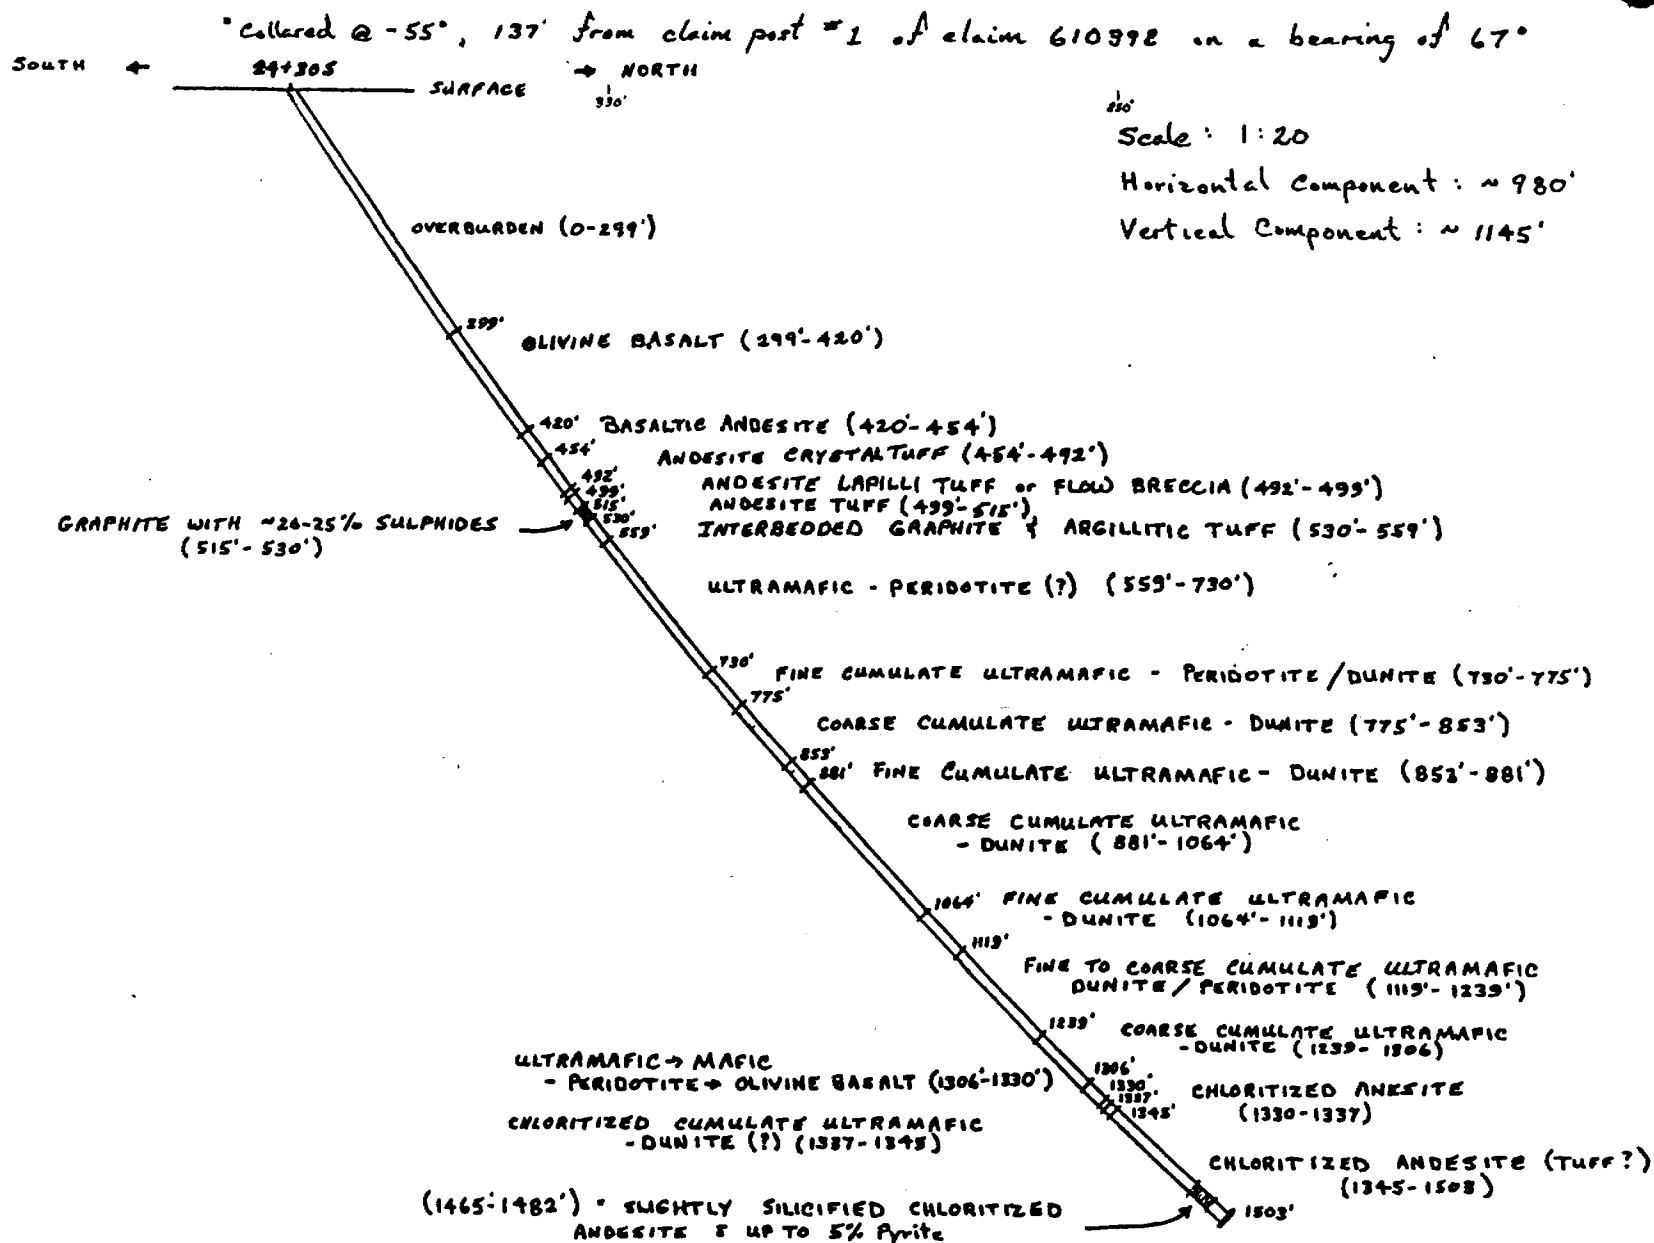 "Collared @ -55°, 137' from claim post #1 of claim 610392 on a bearing of 67°
SOUTH ← 24+30S → NORTH
SURFACE
330'
Scale : 1:20
Horizontal Component : ~ 980'
Vertical Component : ~ 1145'
OVERBURDEN (0-299')
299' OLIVINE BASALT (299'-420')
420' BASALTIC ANDESITE (420'-454')
454' ANDESITE CRYSTAL TUFF (454'-492')
492' ANDESITE LAPILLI TUFF or FLOW BRECCIA (492'-499')
499' ANDESITE TUFF (499'-515')
515'
530' INTERBEDDED GRAPHITE & ARGILLITIC TUFF (530'-559')
559'
GRAPHITE WITH ~20-25% SULPHIDES
(515'-530')
ULTRAMAFIC - PERIDOTITE (?) (559'-730')
730' FINE CUMULATE ULTRAMAFIC - PERIDOTITE/DUNITE (730'-775')
775' COARSE CUMULATE ULTRAMAFIC - DUNITE (775'-853')
853'
881' FINE CUMULATE ULTRAMAFIC - DUNITE (853'-881')
COARSE CUMULATE ULTRAMAFIC
- DUNITE (881'-1064')
1064' FINE CUMULATE ULTRAMAFIC
- DUNITE (1064'-1119')
1119'
FINE TO COARSE CUMULATE ULTRAMAFIC
DUNITE/PERIDOTITE (1119'-1239')
1239' COARSE CUMULATE ULTRAMAFIC
- DUNITE (1239-1306)
ULTRAMAFIC → MAFIC
- PERIDOTITE → OLIVINE BASALT (1306'-1330')
1306'
1330'
1337'
1345'
CHLORITIZED ANESITE
(1330-1337)
CHLORITIZED CUMULATE ULTRAMAFIC
- DUNITE (?) (1337-1345)
CHLORITIZED ANDESITE (TUFF?)
(1345-1503)
(1465'-1482') - SLIGHTLY SILICIFIED CHLORITIZED
ANDESITE UP TO 5% Pyrite
1503'